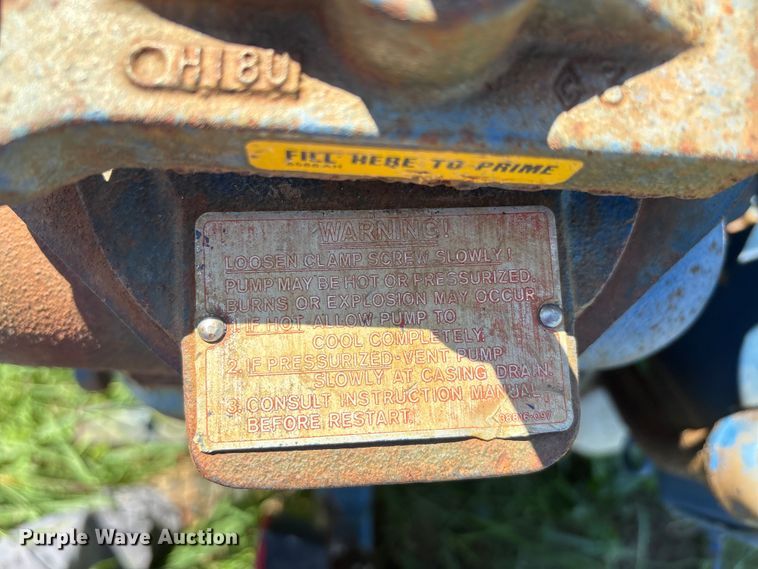 FILL HERE TO PRIME
WARNING!
LOOSEN CLAMP SCREW SLOWLY!
PUMP MAY BE HOT OR PRESSURIZED.
BURNS OR EXPLOSION MAY OCCUR
1. IF HOT-ALLOW PUMP TO
COOL COMPLETELY.
2. IF PRESSURIZED-VENT PUMP
SLOWLY AT CASING DRAIN.
3. CONSULT INSTRUCTION MANUAL
BEFORE RESTART.
38816-097
Purple Wave Auction